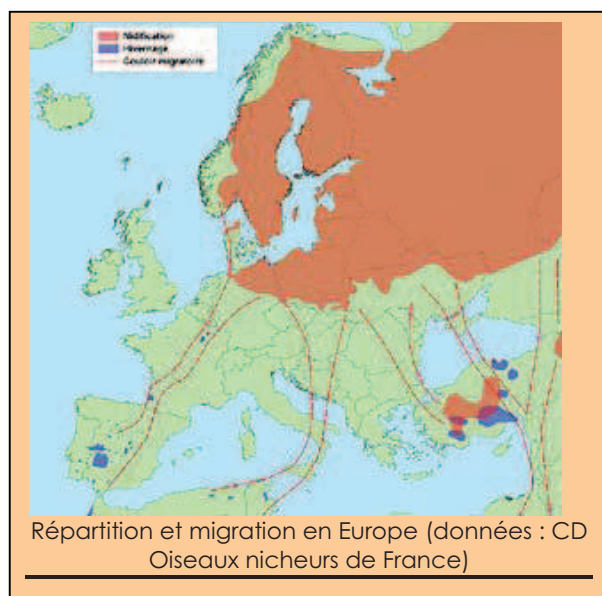 Nidification
Hivernage
Couloir migratoire
Répartition et migration en Europe (données : CD
Oiseaux nicheurs de France)